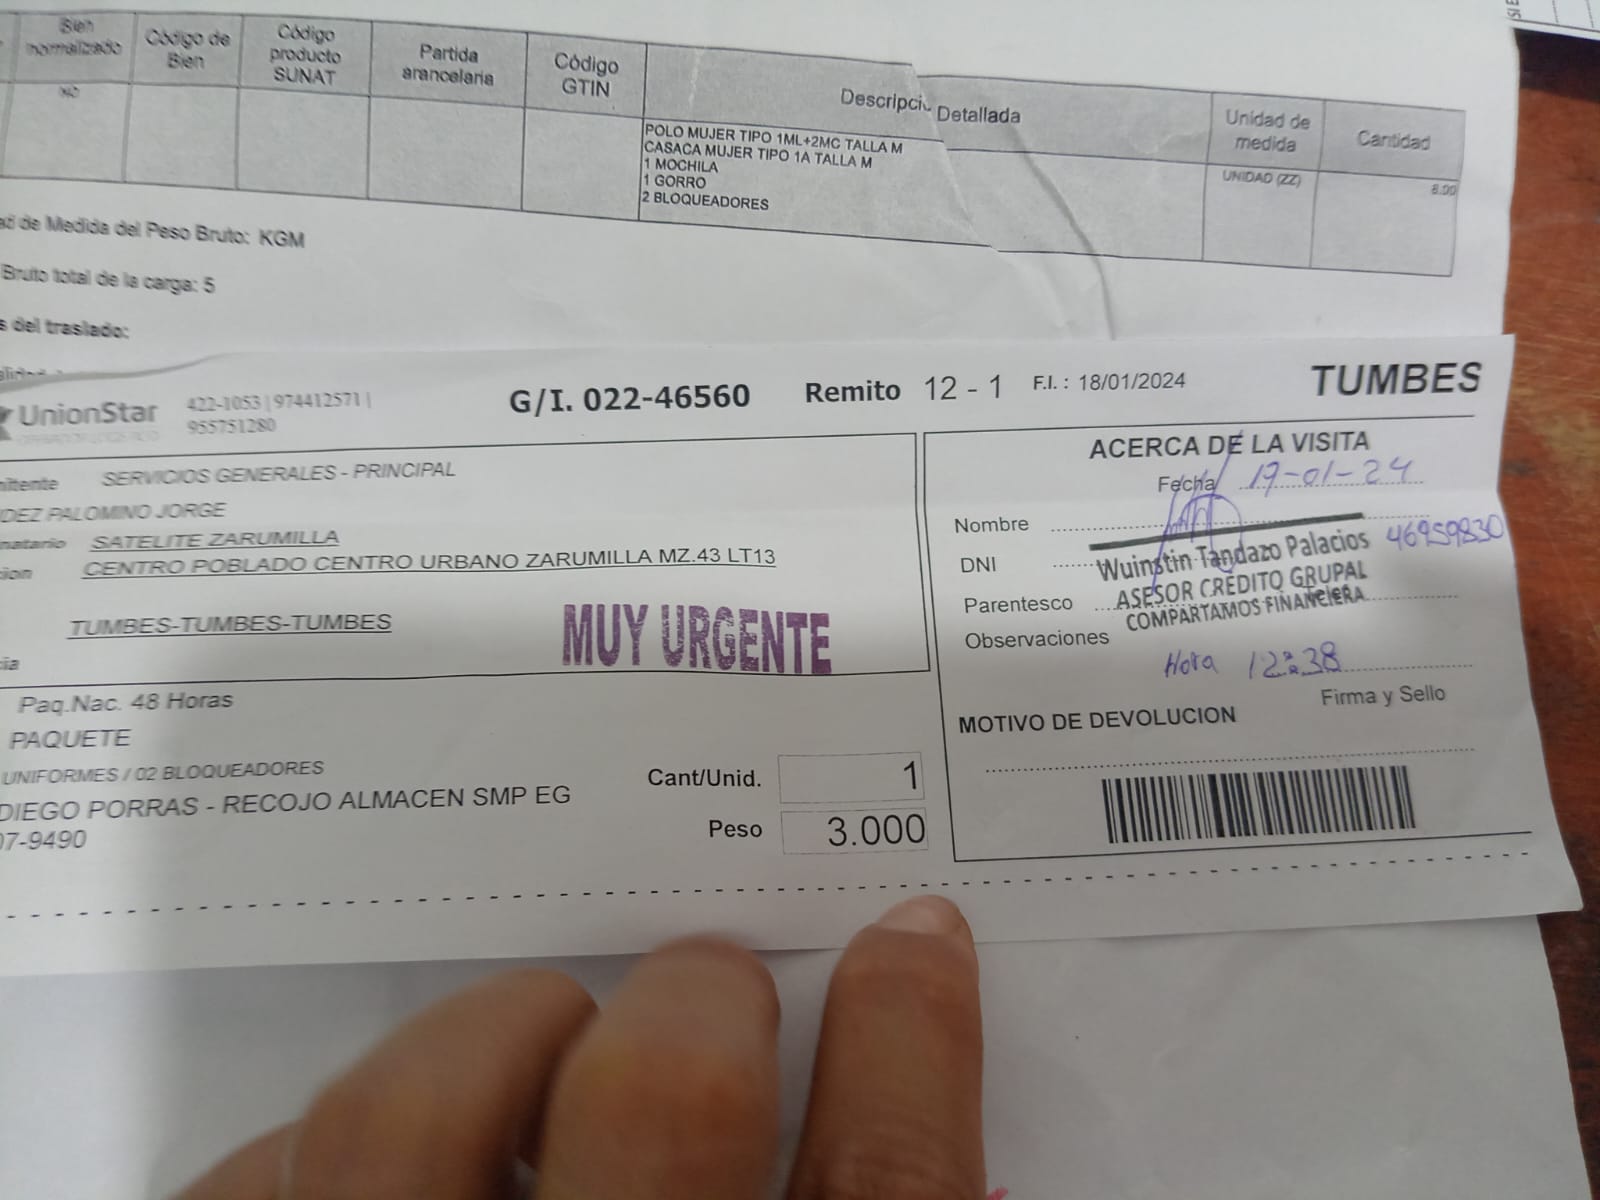 Bien normalizado
Código de Bien
Código producto SUNAT
Partida arancelaria
Código GTIN
Descripci Detallada
Unidad de medida
Cantidad
NO
POLO MUJER TIPO 1ML+2MC TALLA M
CASACA MUJER TIPO 1A TALLA M
1 MOCHILA
1 GORRO
2 BLOQUEADORES
UNIDAD (ZZ)
6.00
de Medida del Peso Bruto: KGM
Bruto total de la carga: 5
del traslado:
UnionStar
422-1053 | 974412571 |
955751280
G/I. 022-46560
Remito 12 - 1
F.I. : 18/01/2024
TUMBES
mitente SERVICIOS GENERALES - PRINCIPAL
DEZ PALOMINO JORGE
natario SATELITE ZARUMILLA
cion CENTRO POBLADO CENTRO URBANO ZARUMILLA MZ.43 LT13
TUMBES-TUMBES-TUMBES
cia
MUY URGENTE
Paq.Nac. 48 Horas
PAQUETE
UNIFORMES / 02 BLOQUEADORES
DIEGO PORRAS - RECOJO ALMACEN SMP EG
07-9490
Cant/Unid. 1
Peso 3.000
ACERCA DE LA VISITA
Fecha 19-01-24
Nombre
DNI
Wuinstin Tandazo Palacios 46959830
Parentesco
ASESOR CRÉDITO GRUPAL
COMPARTAMOS FINANCIERA
Observaciones
Hora 12:38
Firma y Sello
MOTIVO DE DEVOLUCION